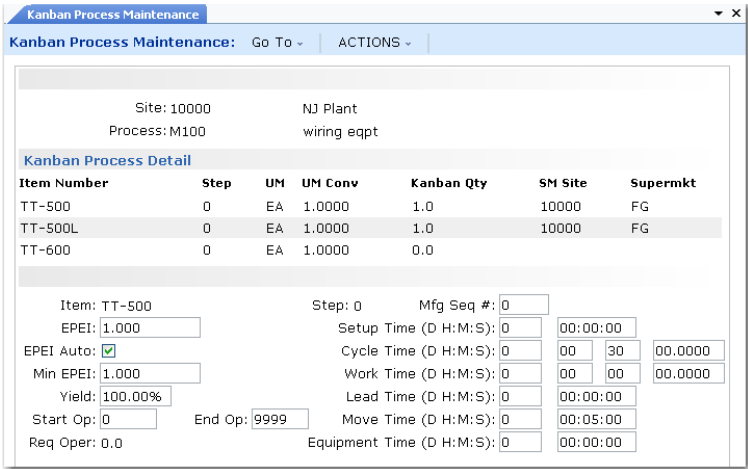 Kanban Process Maintenance
Kanban Process Maintenance: Go To ACTIONS
Site: 10000 NJ Plant
Process: M100 wiring eqpt
Kanban Process Detail
Item Number Step UM UM Conv Kanban Qty SM Site Supermkt
TT-500 0 EA 1.0000 1.0 10000 FG
TT-500L 0 EA 1.0000 1.0 10000 FG
TT-600 0 EA 1.0000 0.0
Item: TT-500 Step: 0 Mfg Seq #: 0
EPEI: 1.000 Setup Time (D H:M:S): 0 00:00:00
EPEI Auto: Cycle Time (D H:M:S): 0 00 30 00.0000
Min EPEI: 1.000 Work Time (D H:M:S): 0 00 00 00.0000
Yield: 100.00% Lead Time (D H:M:S): 0 00:00:00
Start Op: 0 End Op: 9999 Move Time (D H:M:S): 0 00:05:00
Req Oper: 0.0 Equipment Time (D H:M:S): 0 00:00:00